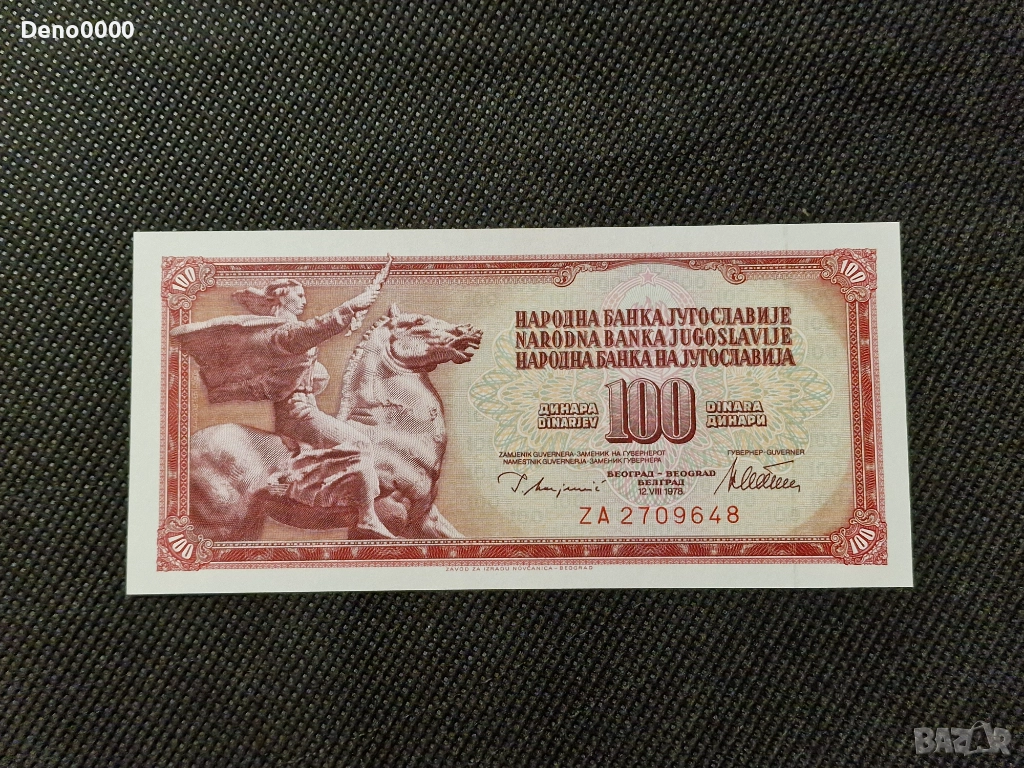 Deno0000
100
100
НАРОДНА БАНКА ЈУГОСЛАВИЈЕ
NARODNA BANKA JUGOSLAVIJE
НАРОДНА БАНКА НА ЈУГОСЛАВИЈА
ДИНАРА
DINARJEV
100
DINARA
ДИНАРИ
ZAMJENIK GUVERNERA-ЗАМЕНИК НА ГУВЕРНЕРОТ
NAMESTNIK GUVERNERJA-ЗАМЕНИК ГУВЕРНЕРА
ГУВЕРНЕР-GUVERNER
БЕОГРАД - BEOGRAD
БЕЛГРАД
12.VIII 1978.
ZA 2709648
100
100
ZAVOD ZA IZRADU NOVČANICA - BEOGRAD
BAZAR